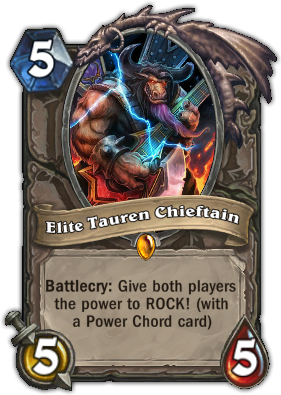 5
Elite Tauren Chieftain
Battlecry: Give both players
the power to ROCK! (with
a Power Chord card)
5
5